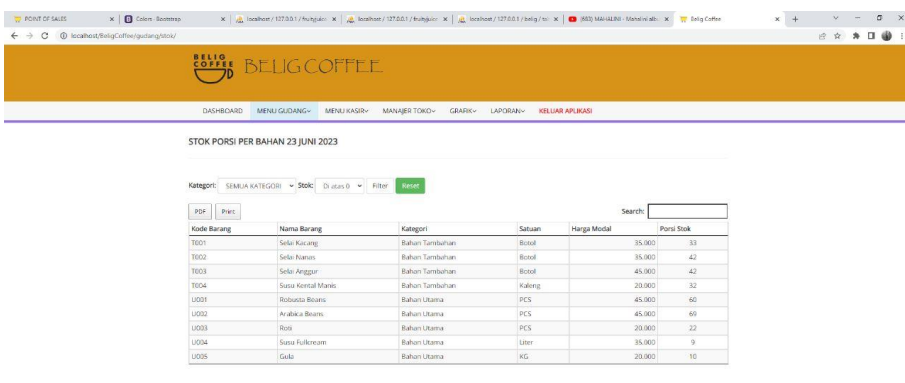 POINT OF SALES
Colors · Bootstrap
localhost / 127.0.0.1 / fruityjuice
localhost / 127.0.0.1 / fruityjuice
localhost / 127.0.0.1 / belig / tbl
(603) MAHALINI - Mahalini alb
Belig Coffee
localhost/BeligCoffee/gudang/stok/
BELIG
COFFEE
BELIG COFFEE
DASHBOARD MENU GUDANG MENU KASIR MANAJER TOKO GRAFIK LAPORAN KELUAR APLIKASI
STOK PORSI PER BAHAN 23 JUNI 2023
Kategori: SEMUA KATEGORI Stok: Di atas 0 Filter Reset
PDF Print
Search:
Kode Barang Nama Barang Kategori Satuan Harga Modal Porsi Stok
T001 Selai Kacang Bahan Tambahan Botol 35.000 33
T002 Selai Nanas Bahan Tambahan Botol 35.000 42
T003 Selai Anggur Bahan Tambahan Botol 45.000 42
T004 Susu Kental Manis Bahan Tambahan Kaleng 20.000 32
U001 Robusta Beans Bahan Utama PCS 45.000 60
U002 Arabica Beans Bahan Utama PCS 45.000 69
U003 Roti Bahan Utama PCS 20.000 22
U004 Susu Fullcream Bahan Utama Liter 35.000 9
U005 Gula Bahan Utama KG 20.000 10